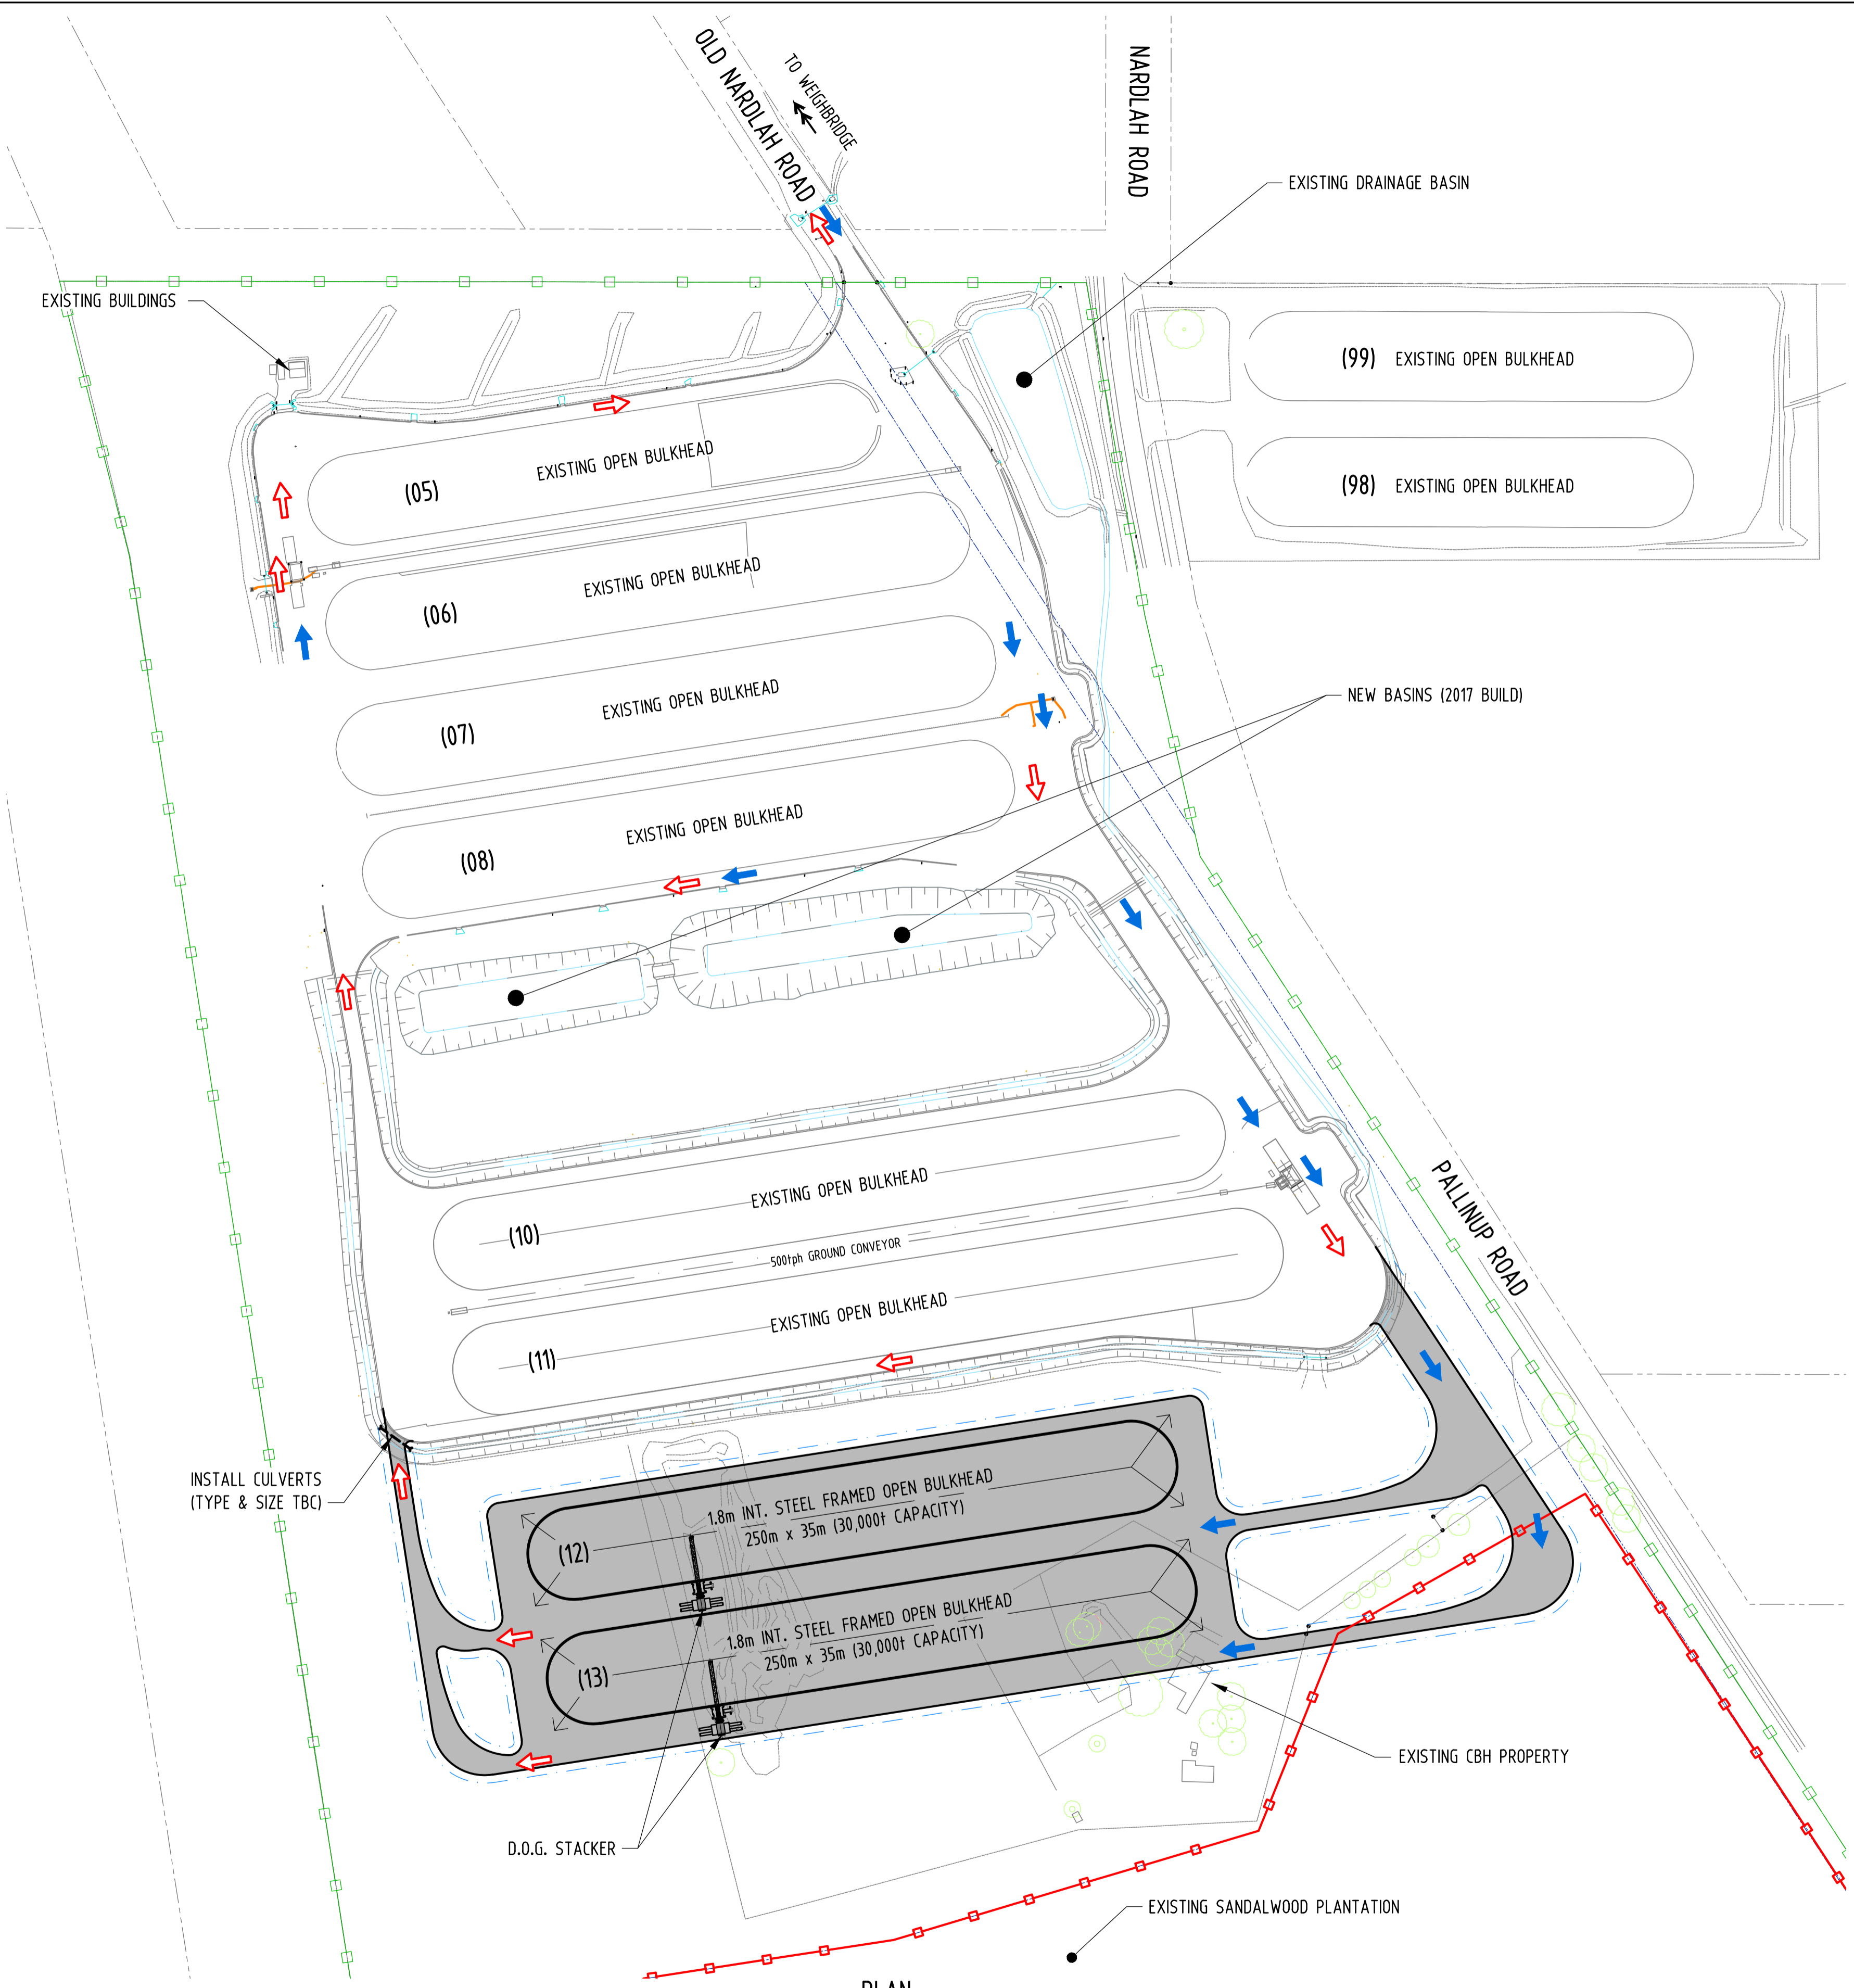 OLD NARDLAH ROAD
TO WEIGHBRIDGE
NARDLAH ROAD
EXISTING DRAINAGE BASIN
EXISTING BUILDINGS
(99) EXISTING OPEN BULKHEAD
(98) EXISTING OPEN BULKHEAD
(05) EXISTING OPEN BULKHEAD
(06) EXISTING OPEN BULKHEAD
(07) EXISTING OPEN BULKHEAD
NEW BASINS (2017 BUILD)
(08) EXISTING OPEN BULKHEAD
(10) EXISTING OPEN BULKHEAD
500tph GROUND CONVEYOR
(11) EXISTING OPEN BULKHEAD
PALLINUP ROAD
INSTALL CULVERTS
(TYPE & SIZE TBC)
(12) 1.8m INT. STEEL FRAMED OPEN BULKHEAD
250m x 35m (30,000t CAPACITY)
(13) 1.8m INT. STEEL FRAMED OPEN BULKHEAD
250m x 35m (30,000t CAPACITY)
EXISTING CBH PROPERTY
D.O.G. STACKER
EXISTING SANDALWOOD PLANTATION
PLAN